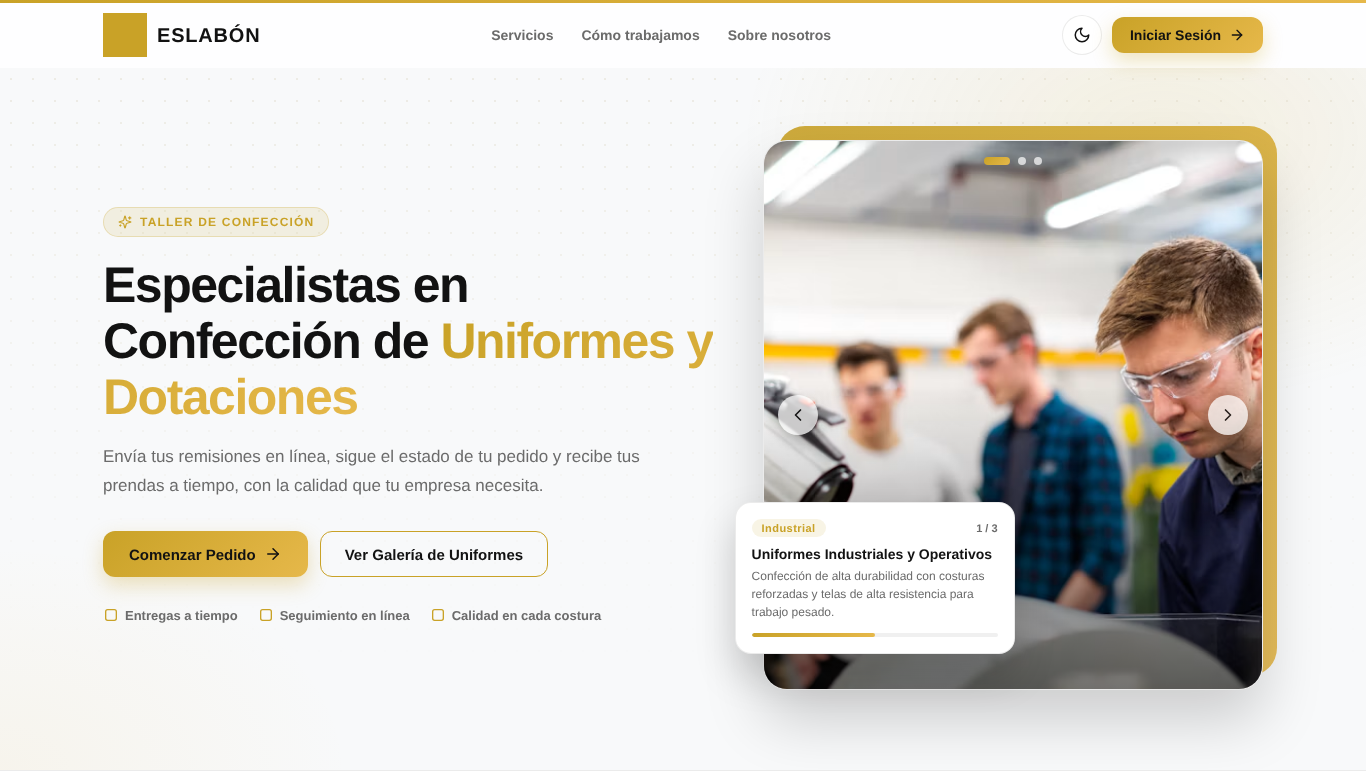 ESLABÓN
Servicios
Cómo trabajamos
Sobre nosotros
Iniciar Sesión
TALLER DE CONFECCIÓN
Especialistas en
Confección de Uniformes y
Dotaciones
Envía tus remisiones en línea, sigue el estado de tu pedido y recibe tus
prendas a tiempo, con la calidad que tu empresa necesita.
Comenzar Pedido
Ver Galería de Uniformes
Entregas a tiempo
Seguimiento en línea
Calidad en cada costura
Industrial
1 / 3
Uniformes Industriales y Operativos
Confección de alta durabilidad con costuras
reforzadas y telas de alta resistencia para
trabajo pesado.